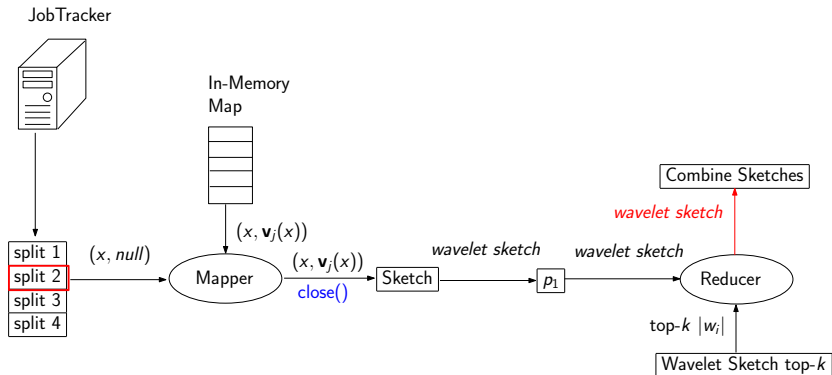 JobTracker
In-Memory
Map
Combine Sketches
wavelet sketch
(x, v_j(x))
split 1
split 2
split 3
split 4
(x, null)
Mapper
(x, v_j(x))
close()
Sketch
wavelet sketch
p_1
wavelet sketch
Reducer
top-k |w_i|
Wavelet Sketch top-k